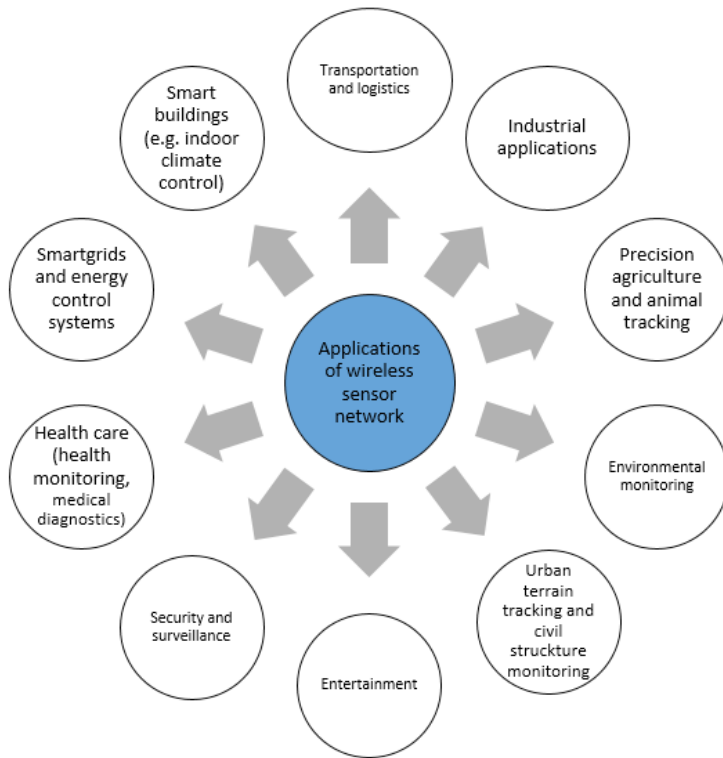 Transportation
and logistics
Industrial
applications
Precision
agriculture
and animal
tracking
Environmental
monitoring
Urban
terrain
tracking and
civil
struckture
monitoring
Entertainment
Security and
surveillance
Health care
(health
monitoring,
medical
diagnostics)
Smartgrids
and energy
control
systems
Smart
buildings
(e.g. indoor
climate
control)
Applications
of wireless
sensor
network